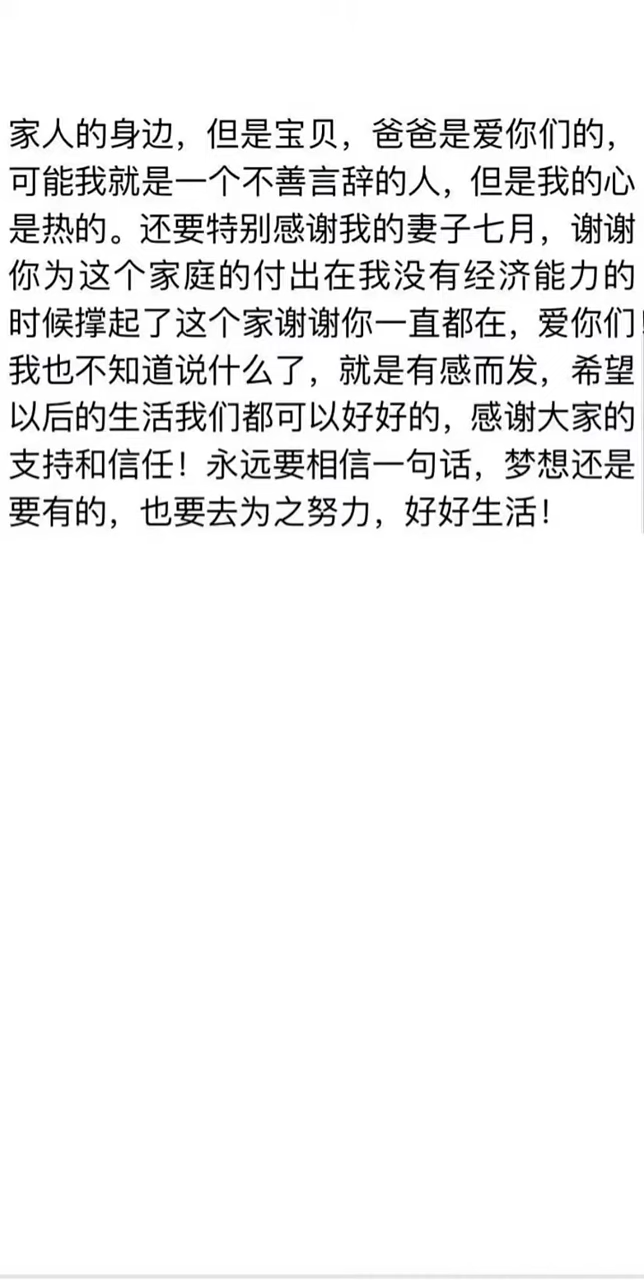 家人的身边，但是宝贝，爸爸是爱你们的，
可能我就是一个不善言辞的人，但是我的心
是热的。还要特别感谢我的妻子七月，谢谢
你为这个家庭的付出在我没有经济能力的
时候撑起了这个家谢谢你一直都在，爱你们！
我也不知道说什么了，就是有感而发，希望
以后的生活我们都可以好好的，感谢大家的
支持和信任！永远要相信一句话，梦想还是
要有的，也要去为之努力，好好生活！